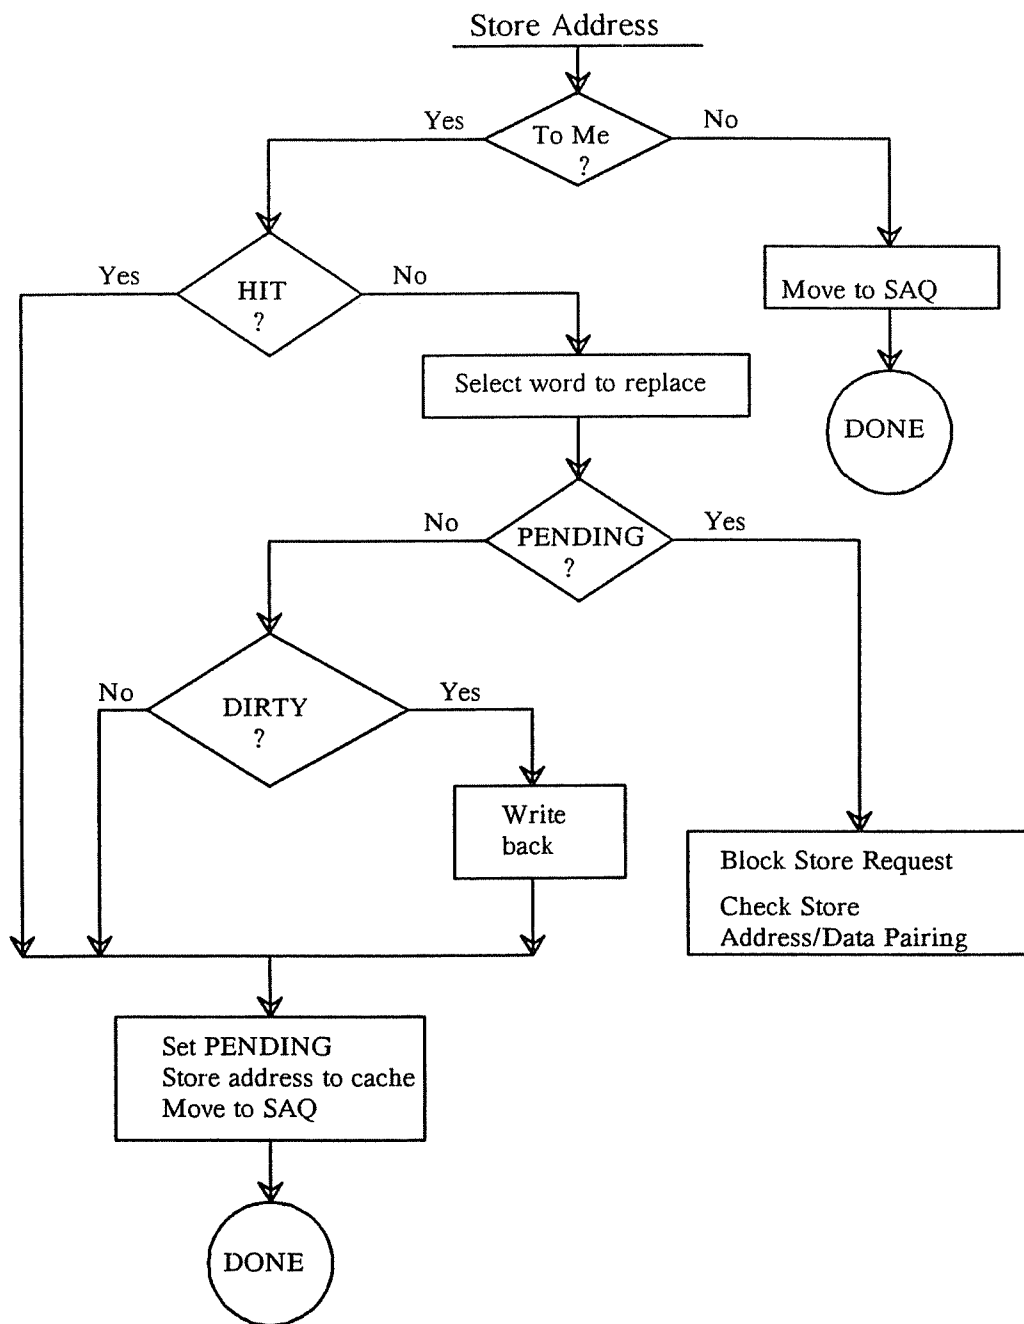 Store Address
Yes
To Me
?
No
Yes
HIT
?
No
Move to SAQ
Select word to replace
DONE
No
PENDING
?
Yes
No
DIRTY
?
Yes
Write
back
Block Store Request
Check Store
Address/Data Pairing
Set PENDING
Store address to cache
Move to SAQ
DONE